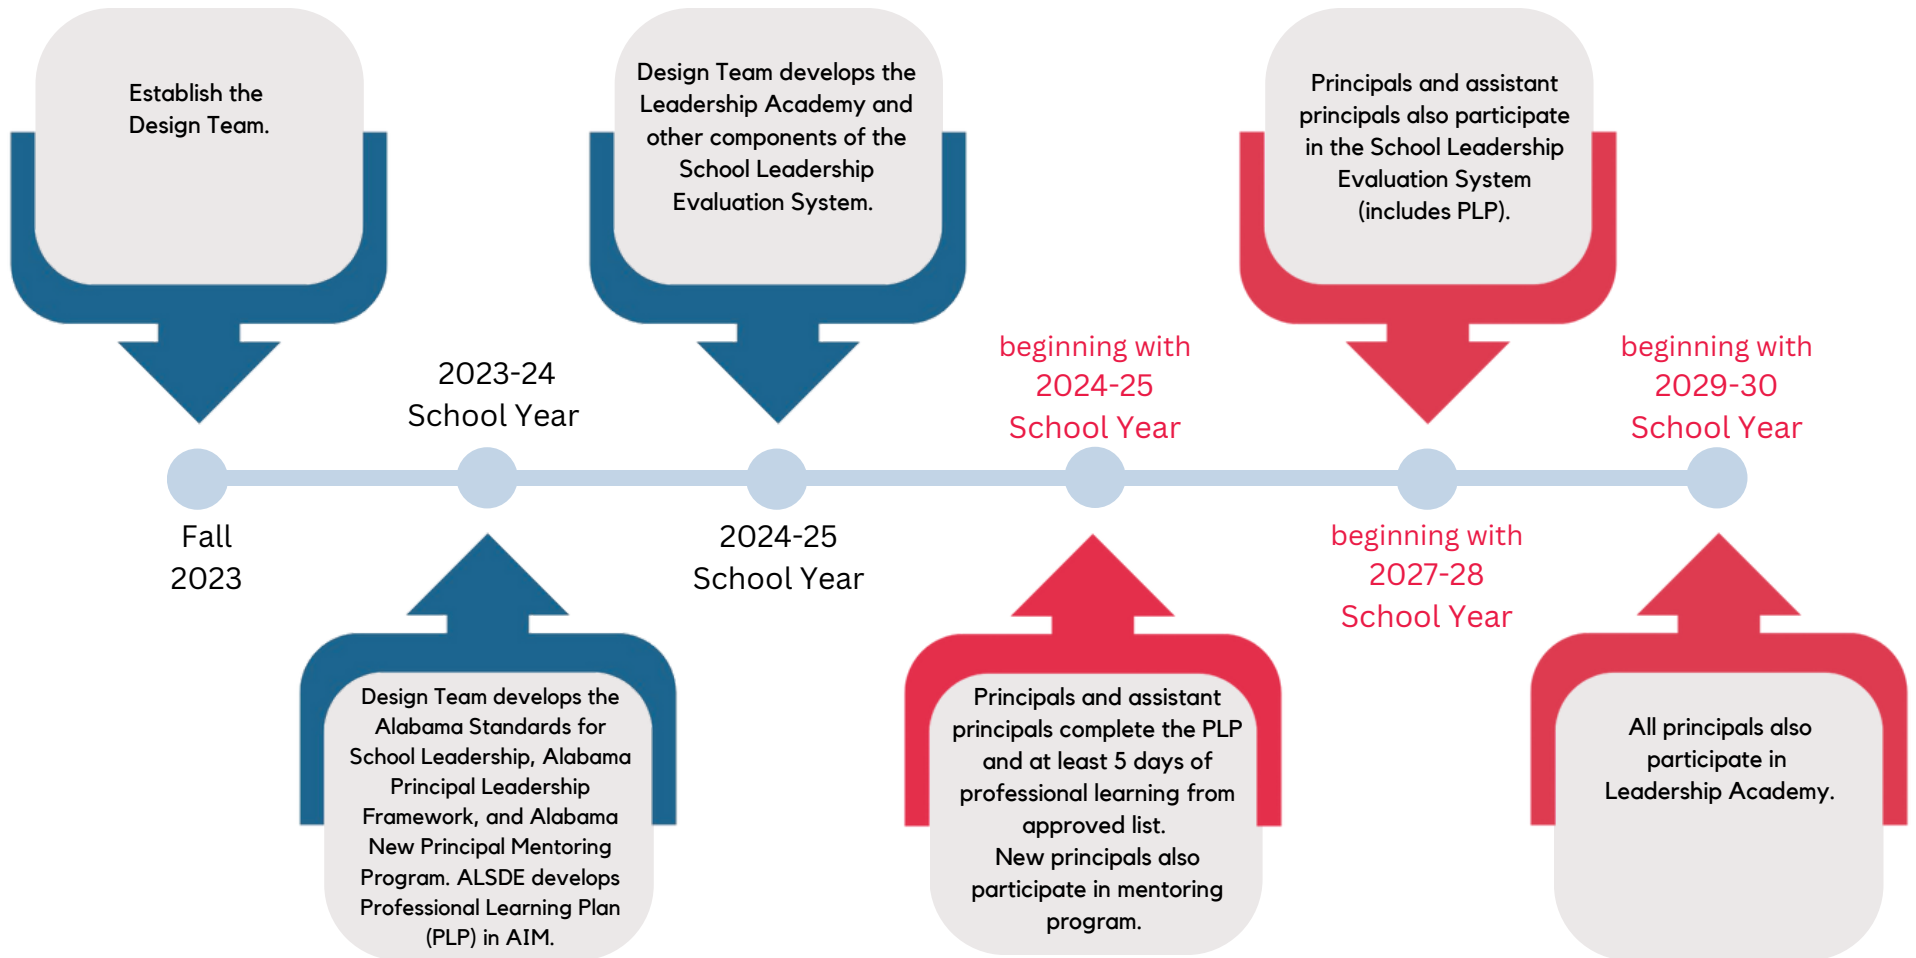 Establish the
Design Team.
Design Team develops the
Leadership Academy and
other components of the
School Leadership
Evaluation System.
Principals and assistant
principals also participate
in the School Leadership
Evaluation System
(includes PLP).
2023-24
School Year
beginning with
2024-25
School Year
beginning with
2029-30
School Year
Fall
2023
2024-25
School Year
beginning with
2027-28
School Year
Design Team develops the
Alabama Standards for
School Leadership, Alabama
Principal Leadership
Framework, and Alabama
New Principal Mentoring
Program. ALSDE develops
Professional Learning Plan
(PLP) in AIM.
Principals and assistant
principals complete the PLP
and at least 5 days of
professional learning from
approved list.
New principals also
participate in mentoring
program.
All principals also
participate in
Leadership Academy.